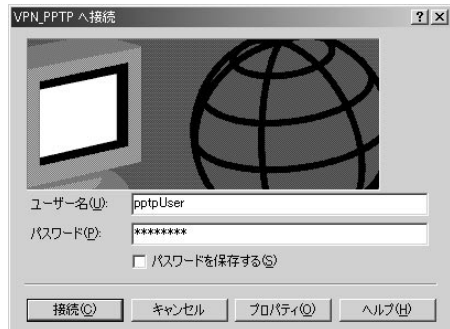 VPN_PPTP へ接続
ユーザー名(U):
pptpUser
パスワード(P):
********
パスワードを保存する(S)
接続(C)
キャンセル
プロパティ(O)
ヘルプ(H)